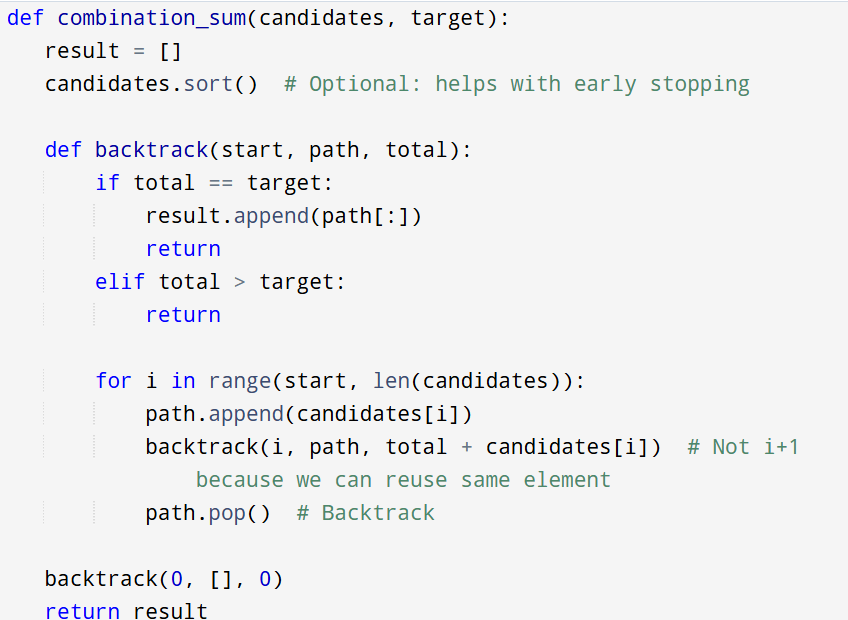 def combination_sum(candidates, target):
    result = []
    candidates.sort()  # Optional: helps with early stopping

    def backtrack(start, path, total):
        if total == target:
            result.append(path[:])
            return
        elif total > target:
            return

        for i in range(start, len(candidates)):
            path.append(candidates[i])
            backtrack(i, path, total + candidates[i])  # Not i+1
                because we can reuse same element
            path.pop()  # Backtrack

    backtrack(0, [], 0)
    return result